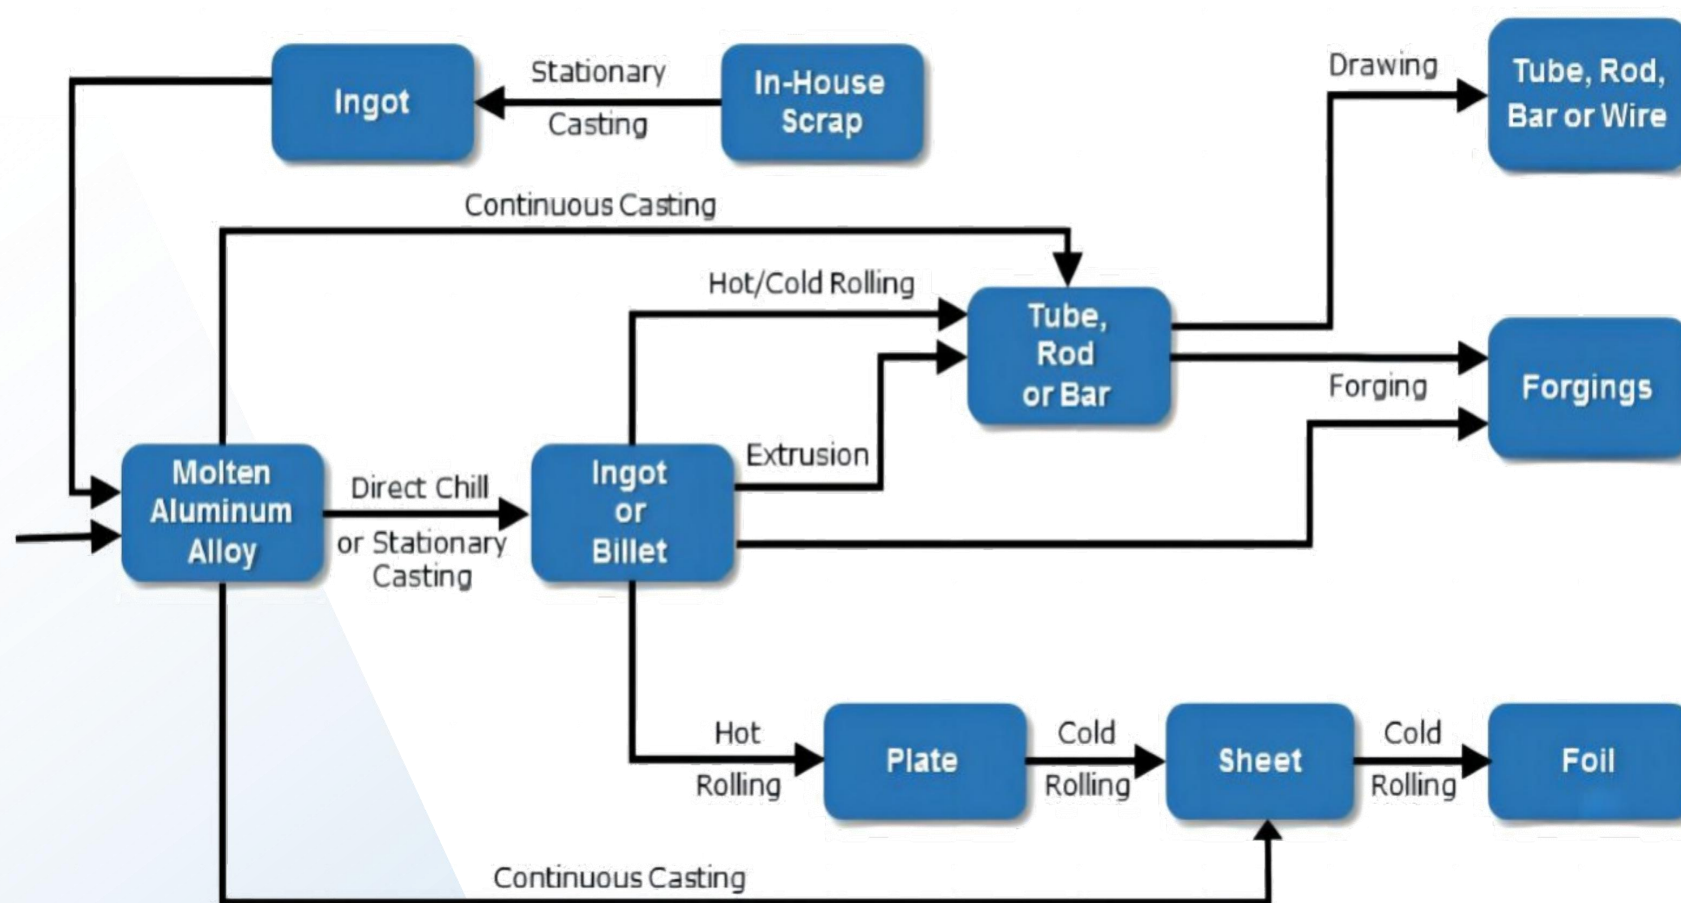 Ingot
Stationary
Casting
In-House
Scrap
Drawing
Tube, Rod,
Bar or Wire
Continuous Casting
Hot/Cold Rolling
Tube,
Rod
or Bar
Forging
Forgings
Extrusion
Molten
Aluminum
Alloy
Direct Chill
or Stationary
Casting
Ingot
or
Billet
Hot
Rolling
Plate
Cold
Rolling
Sheet
Cold
Rolling
Foil
Continuous Casting